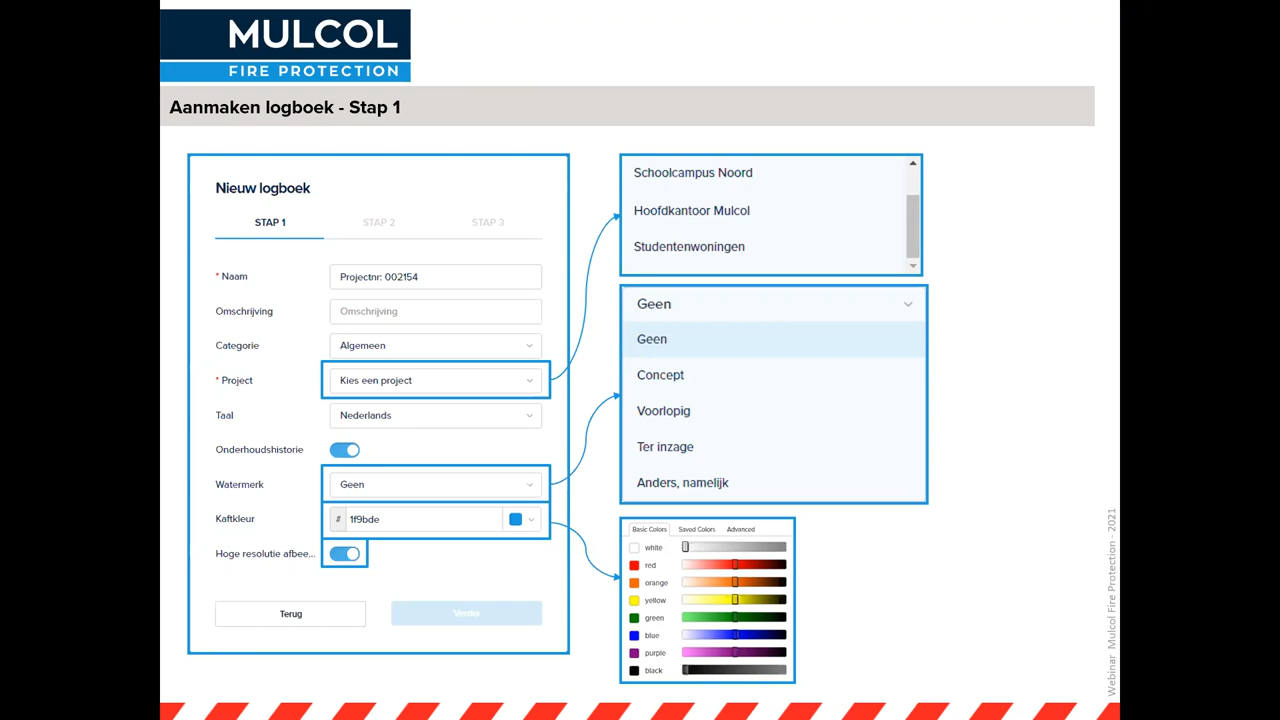 MULCOL
FIRE PROTECTION
Aanmaken logboek - Stap 1
Nieuw logboek
STAP 1 STAP 2 STAP 3
* Naam Projectnr: 002154
Omschrijving Omschrijving
Categorie Algemeen
* Project Kies een project
Taal Nederlands
Onderhoudshistorie
Watermerk Geen
Kaftkleur # 1f9bde
Hoge resolutie afbee...
Terug Verder
Schoolcampus Noord
Hoofdkantoor Mulcol
Studentenwoningen
Geen
Geen
Concept
Voorlopig
Ter inzage
Anders, namelijk
Basic Colors Saved Colors Advanced
white
red
orange
yellow
green
blue
purple
black
Webinar Mulcol Fire Protection - 2021